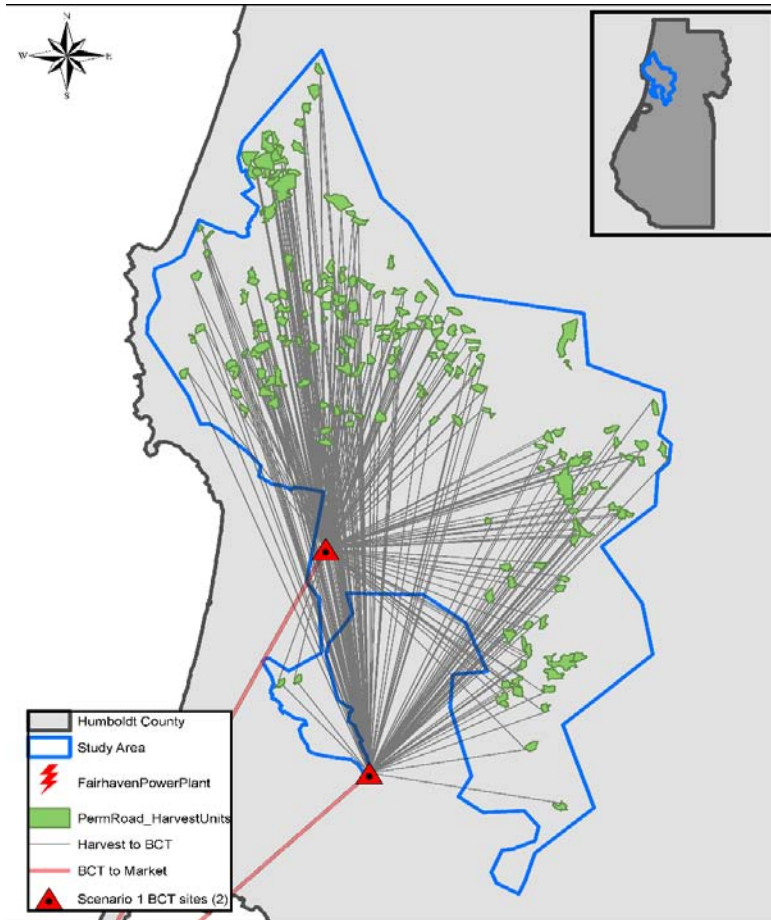 N
W E
S
Humboldt County
Study Area
FairhavenPowerPlant
PermRoad_HarvestUnits
Harvest to BCT
BCT to Market
Scenario 1 BCT sites (2)